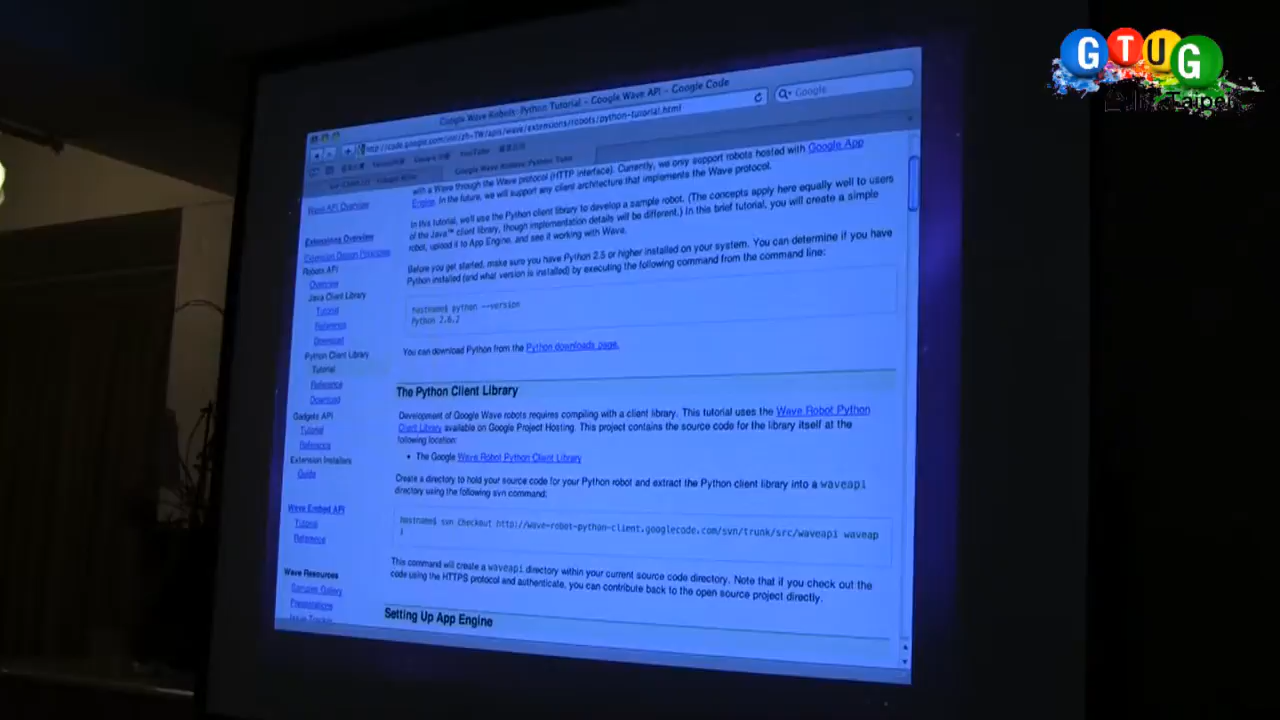 GTUG
Taipei
Google Wave Robots: Python Tutorial - Google Wave API - Google Code
Google
Google Wave Robots: Python Tuto
with a Wave through the Wave protocol (HTTP interface). Currently, we only support robots hosted with Google App
Engine. In the future, we will support any client architecture that implements the Wave protocol.
In this tutorial, we'll use the Python client library to develop a sample robot. (The concepts apply here equally well to users
of the Java™ client library, though implementation details will be different.) In this brief tutorial, you will create a simple
robot, upload it to App Engine, and see it working with Wave.
Before you get started, make sure you have Python 2.5 or higher installed on your system. You can determine if you have
Python installed (and what version is installed) by executing the following command from the command line:
hostname$ python --version
Python 2.6.2
You can download Python from the Python downloads page.
The Python Client Library
Development of Google Wave robots requires compiling with a client library. This tutorial uses the Wave Robot Python
Client Library available on Google Project Hosting. This project contains the source code for the library itself at the
following location:
• The Google Wave Robot Python Client Library
Create a directory to hold your source code for your Python robot and extract the Python client library into a waveapi
directory using the following svn command:
hostname$ svn checkout http://wave-robot-python-client.googlecode.com/svn/trunk/src/waveapi waveap
i
This command will create a waveapi directory within your current source code directory. Note that if you check out the
code using the HTTPS protocol and authenticate, you can contribute back to the open source project directly.
Setting Up App Engine
Wave API Overview
Extensions Overview
Extension Design Principles
Robots API
Overview
Java Client Library
Tutorial
Reference
Download
Python Client Library
Tutorial
Reference
Download
Gadgets API
Tutorial
Reference
Extension Installers
Guide
Wave Embed API
Tutorial
Reference
Wave Resources
Samples Gallery
Presentations
Issue Tracker